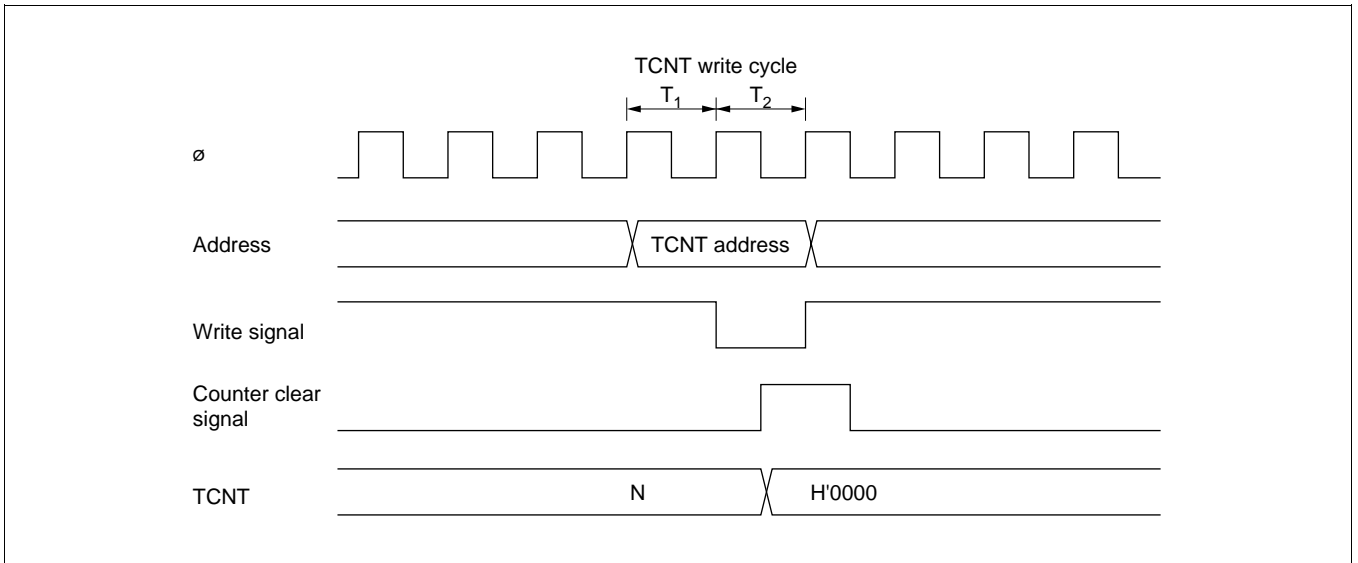 TCNT write cycle
T1 T2
ø
Address
TCNT address
Write signal
Counter clear
signal
TCNT
N
H'0000